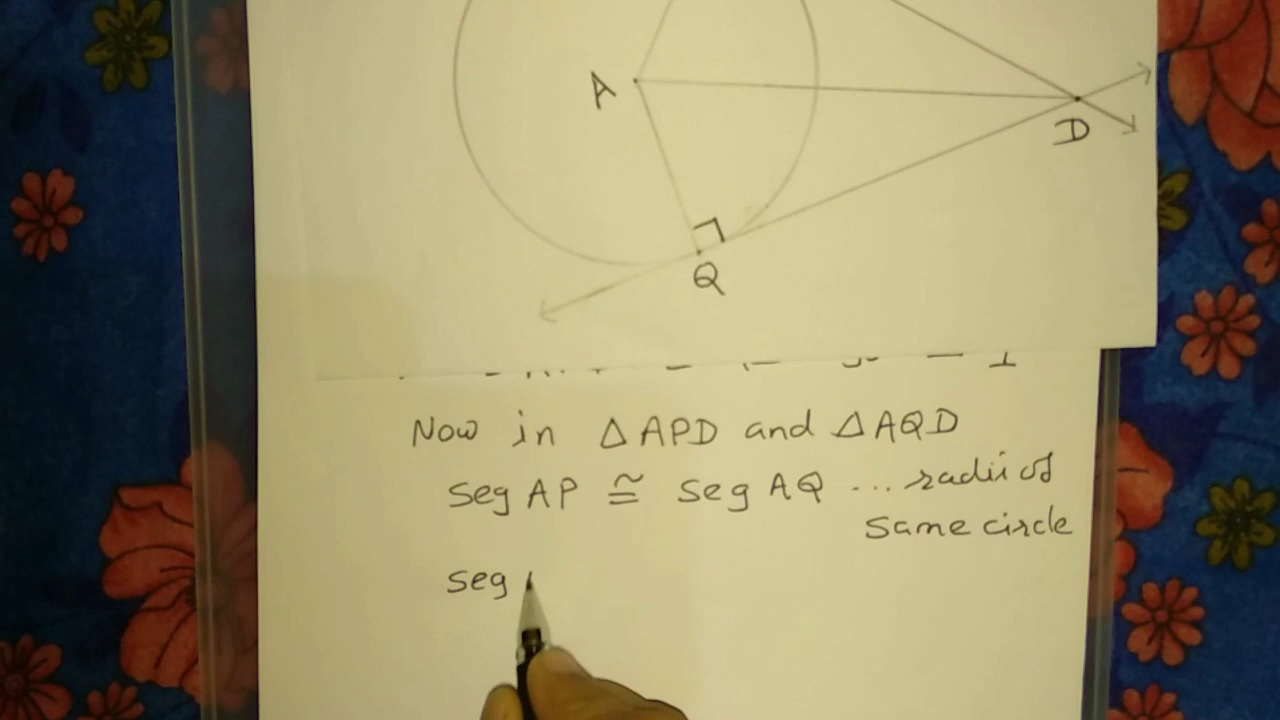 A
D
Q
Now in △APD and △AQD
seg AP ≅ seg AQ ... radii of
same circle
seg